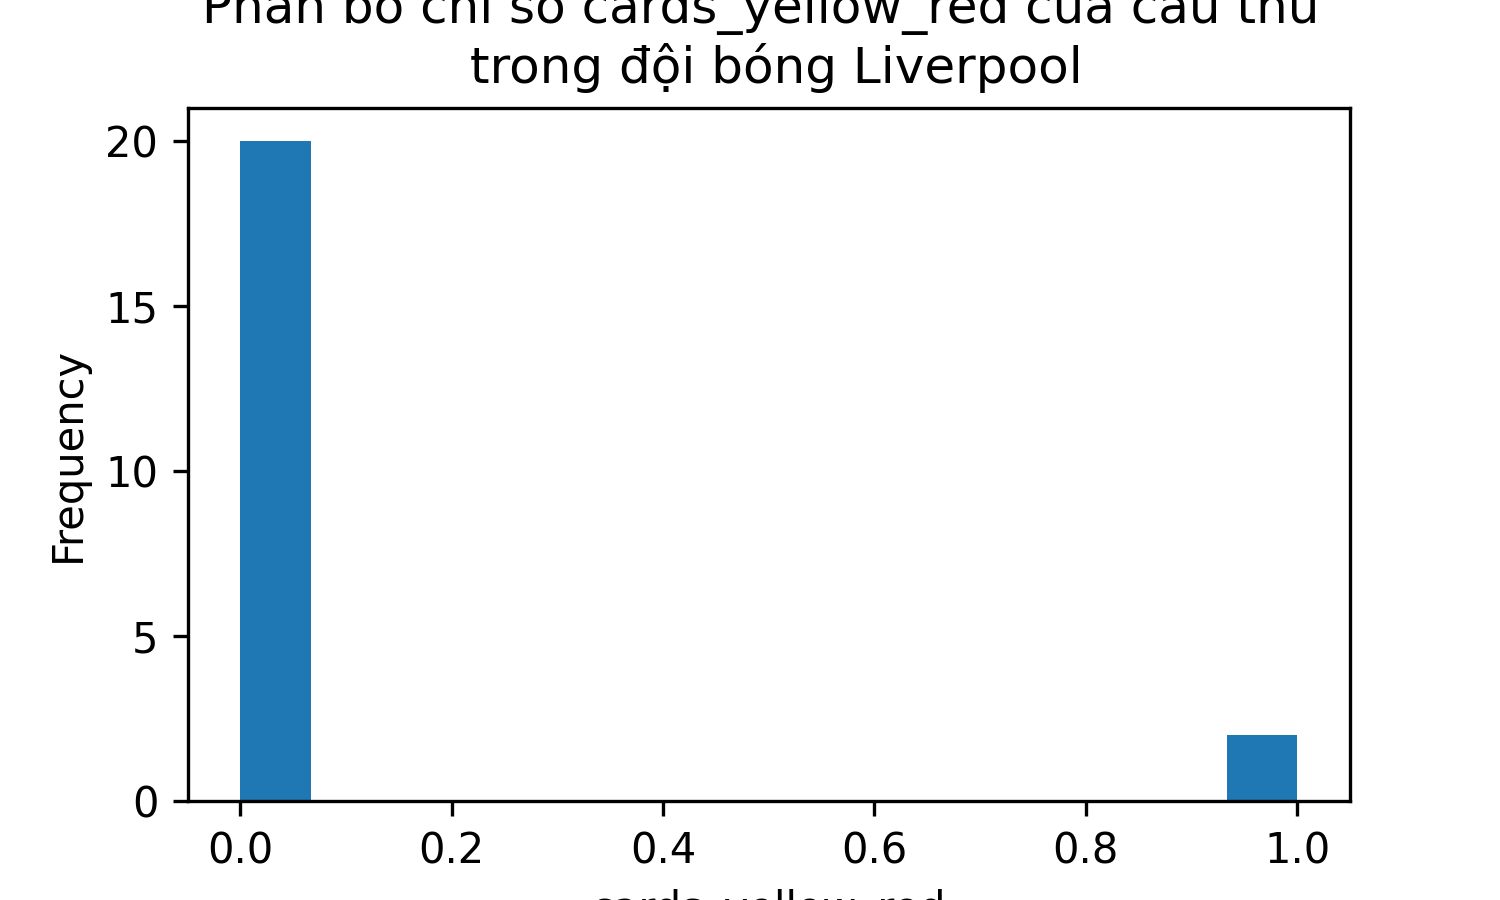 Phân bố chỉ số cards_yellow_red của cầu thủ
trong đội bóng Liverpool
20
15
10
5
0
Frequency
0.0 0.2 0.4 0.6 0.8 1.0
cards_yellow_red